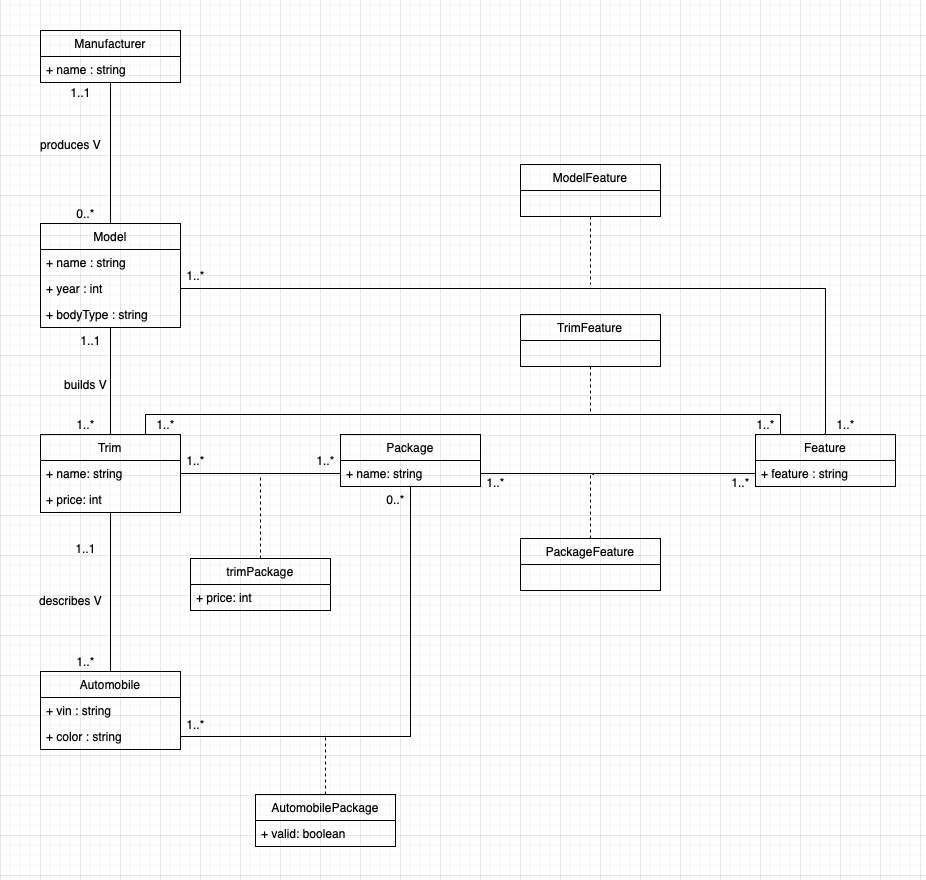 Manufacturer
+ name : string
1..1
produces V
0..*
ModelFeature
Model
+ name : string
+ year : int
+ bodyType : string
1..*
TrimFeature
1..1
builds V
1..*
1..*
1..*
1..*
Trim
+ name: string
+ price: int
1..*
1..*
Package
+ name: string
0..*
1..*
1..*
Feature
+ feature : string
1..1
describes V
1..*
trimPackage
+ price: int
PackageFeature
Automobile
+ vin : string
+ color : string
1..*
AutomobilePackage
+ valid: boolean